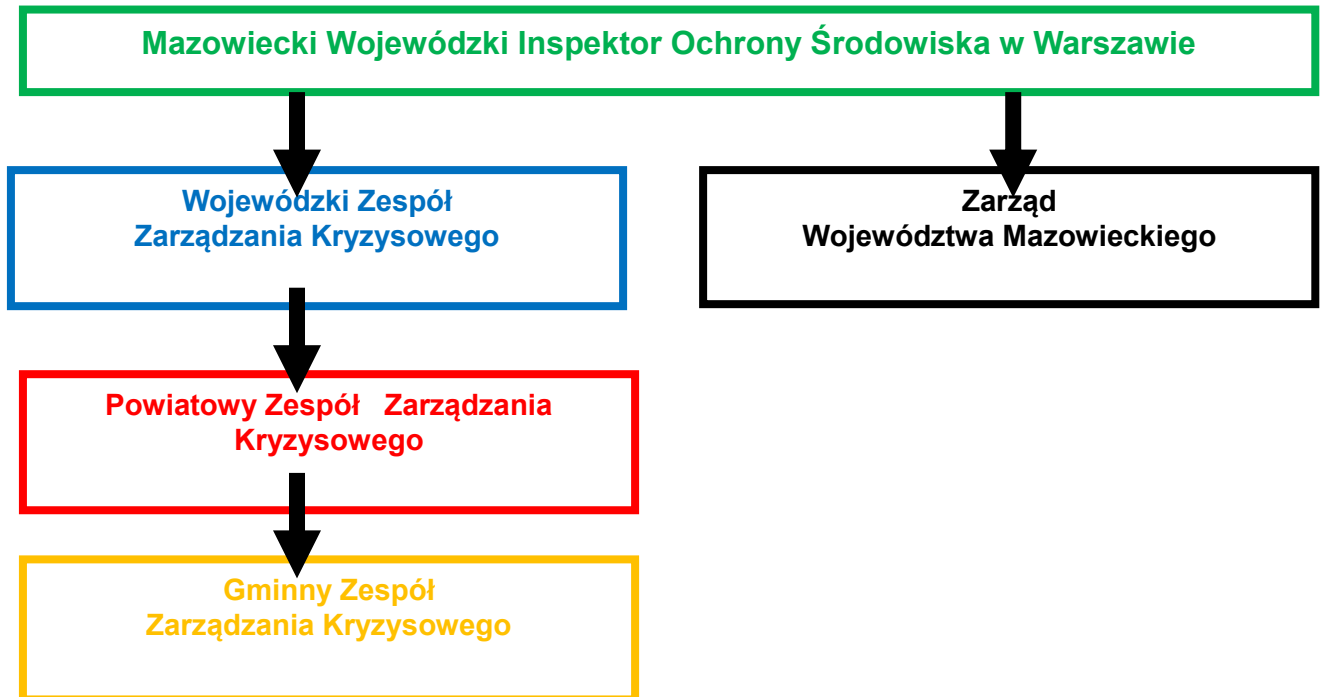 Mazowiecki Wojewódzki Inspektor Ochrony Środowiska w Warszawie
Wojewódzki Zespół
Zarządzania Kryzysowego
Zarząd
Województwa Mazowieckiego
Powiatowy Zespół Zarządzania
Kryzysowego
Gminny Zespół
Zarządzania Kryzysowego